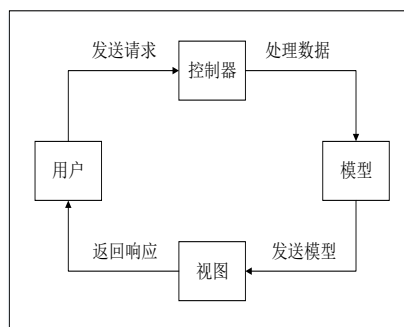 发送请求
控制器
处理数据
用户
模型
返回响应
视图
发送模型